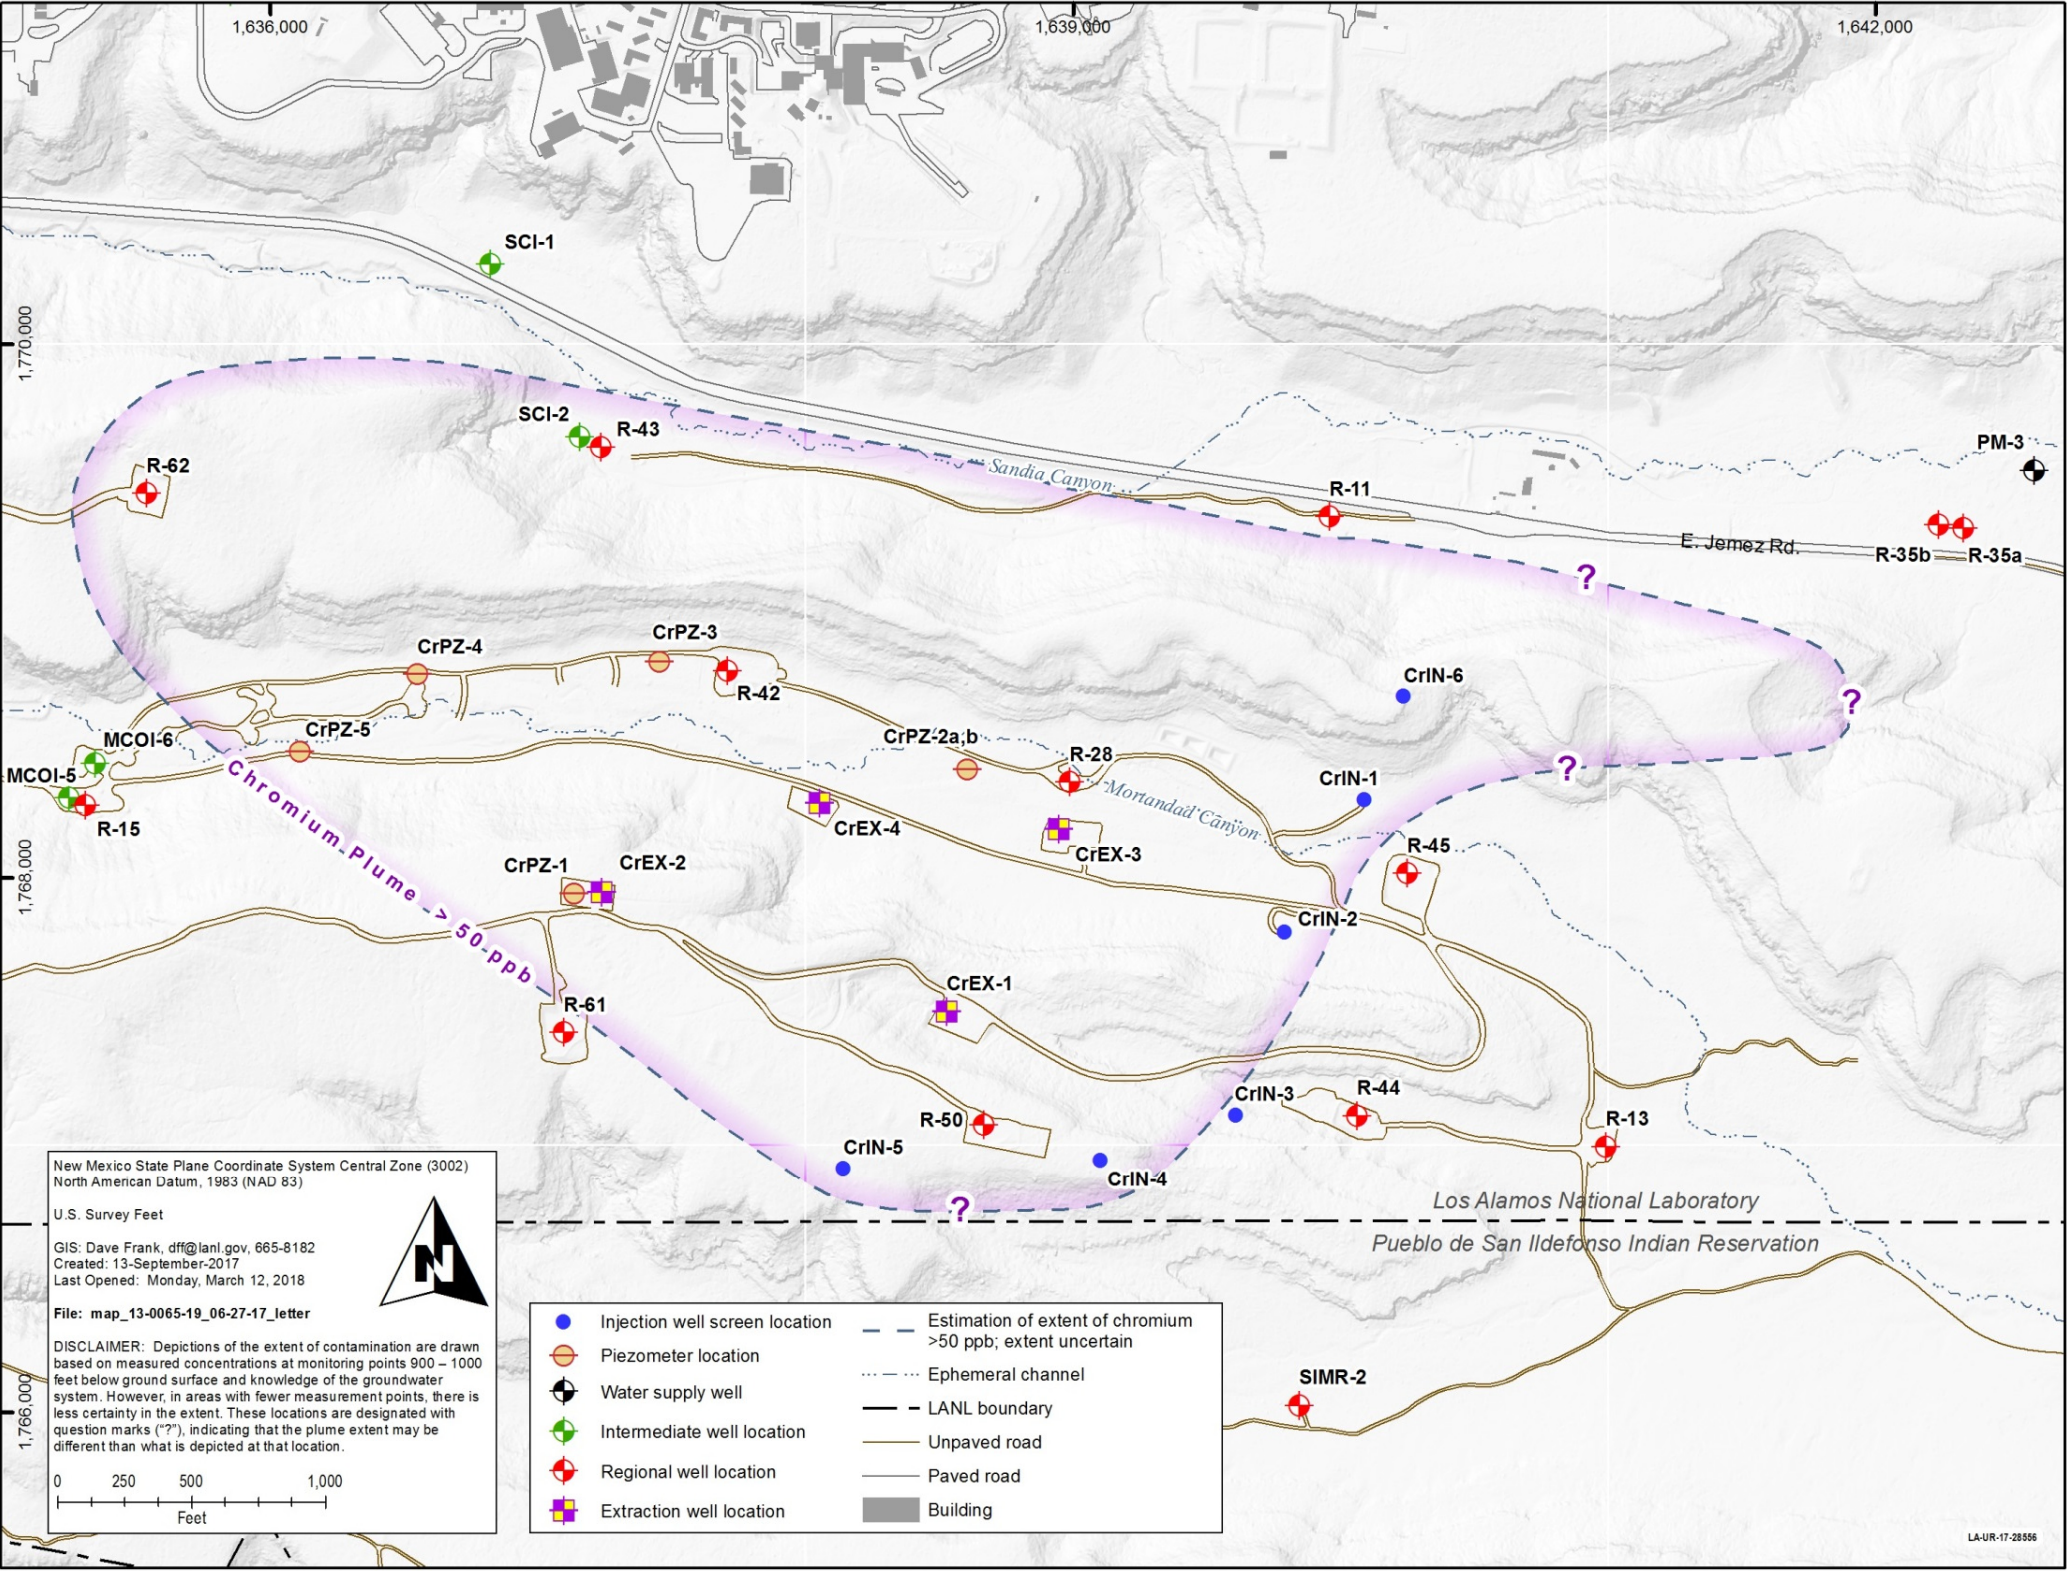 1,636,000
1,639,000
1,642,000
SCI-1
1,770,000
SCI-2
R-43
R-62
Sandia Canyon
R-11
PM-3
E. Jemez Rd.
R-35b
R-35a
?
CrPZ-4
CrPZ-3
R-42
CrIN-6
?
CrPZ-5
MCOI-6
CrPZ-2a,b
R-28
?
MCOI-5
R-15
Chromium Plume > 50 ppb
CrEX-4
CrIN-1
Mortandad Canyon
CrEX-3
R-45
1,768,000
CrPZ-1
CrEX-2
CrIN-2
CrEX-1
R-61
CrIN-3
R-44
R-50
R-13
CrIN-5
CrIN-4
?
Los Alamos National Laboratory
Pueblo de San Ildefonso Indian Reservation
SIMR-2
1,766,000
New Mexico State Plane Coordinate System Central Zone (3002)
North American Datum, 1983 (NAD 83)
U.S. Survey Feet
GIS: Dave Frank, dff@lanl.gov, 665-8182
Created: 13-September-2017
Last Opened: Monday, March 12, 2018
File: map_13-0065-19_06-27-17_letter
DISCLAIMER: Depictions of the extent of contamination are drawn
based on measured concentrations at monitoring points 900 – 1000
feet below ground surface and knowledge of the groundwater
system. However, in areas with fewer measurement points, there is
less certainty in the extent. These locations are designated with
question marks (“?”), indicating that the plume extent may be
different than what is depicted at that location.
0 250 500 1,000
Feet
N
Injection well screen location
Piezometer location
Water supply well
Intermediate well location
Regional well location
Extraction well location
Estimation of extent of chromium
>50 ppb; extent uncertain
Ephemeral channel
LANL boundary
Unpaved road
Paved road
Building
LA-UR-17-28556